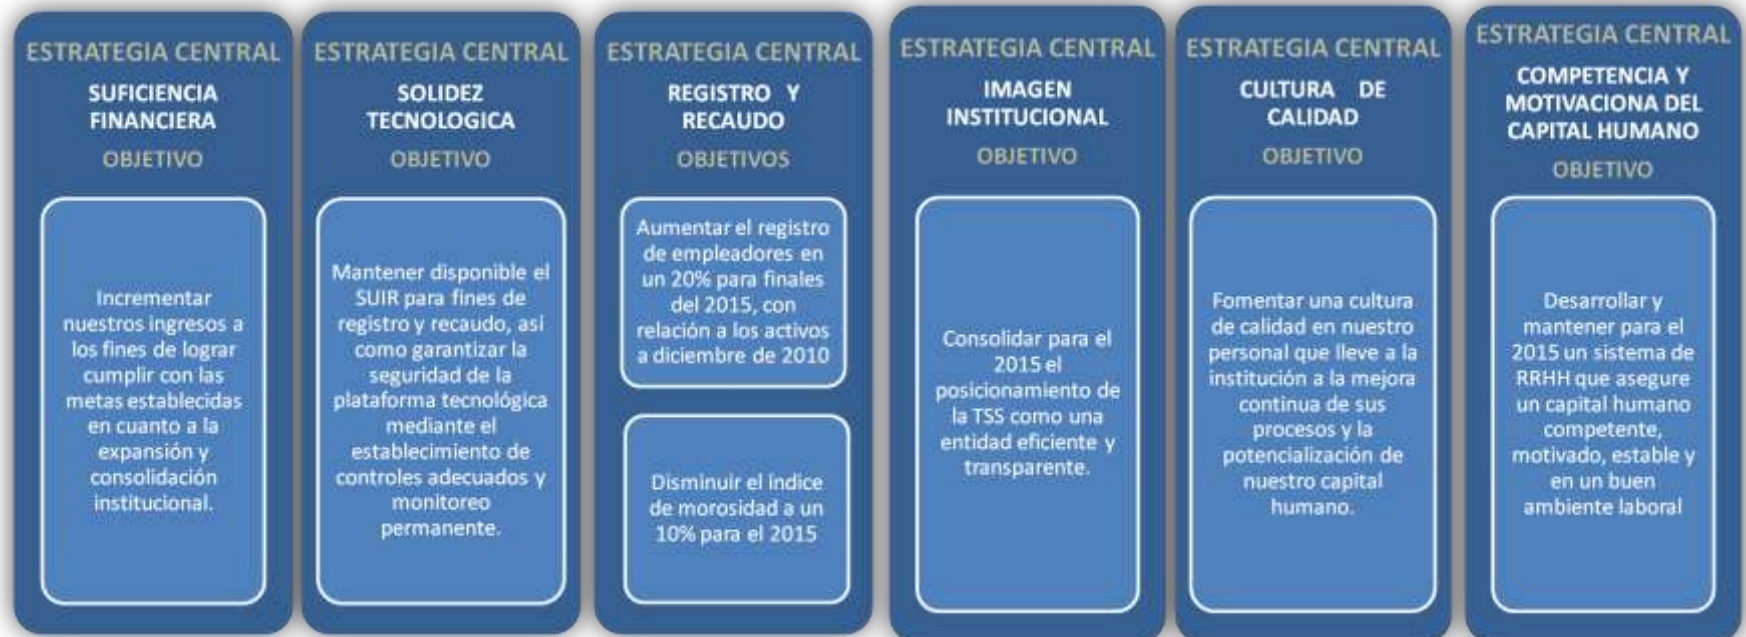 ESTRATEGIA CENTRAL
SUFICIENCIA
FINANCIERA
OBJETIVO
Incrementar
nuestros ingresos a
los fines de lograr
cumplir con las
metas establecidas
en cuanto a la
expansión y
consolidación
institucional.
ESTRATEGIA CENTRAL
SOLIDEZ
TECNOLOGICA
OBJETIVO
Mantener disponible el
SUIR para fines de
registro y recaudo, así
como garantizar la
seguridad de la
plataforma tecnológica
mediante el
establecimiento de
controles adecuados y
monitoreo
permanente.
ESTRATEGIA CENTRAL
REGISTRO Y
RECAUDO
OBJETIVOS
Aumentar el registro
de empleadores en
un 20% para finales
del 2015, con
relación a los activos
a diciembre de 2010
Disminuir el índice
de morosidad a un
10% para el 2015
ESTRATEGIA CENTRAL
IMAGEN
INSTITUCIONAL
OBJETIVO
Consolidar para el
2015 el
posicionamiento de
la TSS como una
entidad eficiente y
transparente.
ESTRATEGIA CENTRAL
CULTURA DE
CALIDAD
OBJETIVO
Fomentar una cultura
de calidad en nuestro
personal que lleve a la
institución a la mejora
continua de sus
procesos y la
potencialización de
nuestro capital
humano.
ESTRATEGIA CENTRAL
COMPETENCIA Y
MOTIVACIONA DEL
CAPITAL HUMANO
OBJETIVO
Desarrollar y
mantener para el
2015 un sistema de
RRHH que asegure
un capital humano
competente,
motivado, estable y
en un buen
ambiente laboral